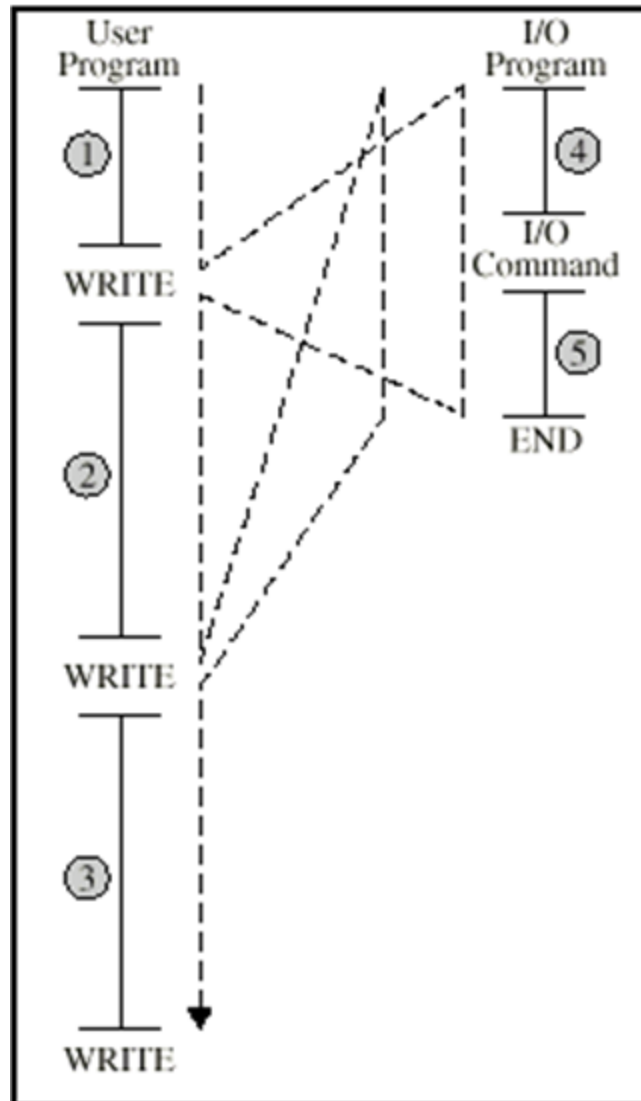 User
Program
1
WRITE
2
WRITE
3
WRITE
I/O
Program
4
I/O
Command
5
END